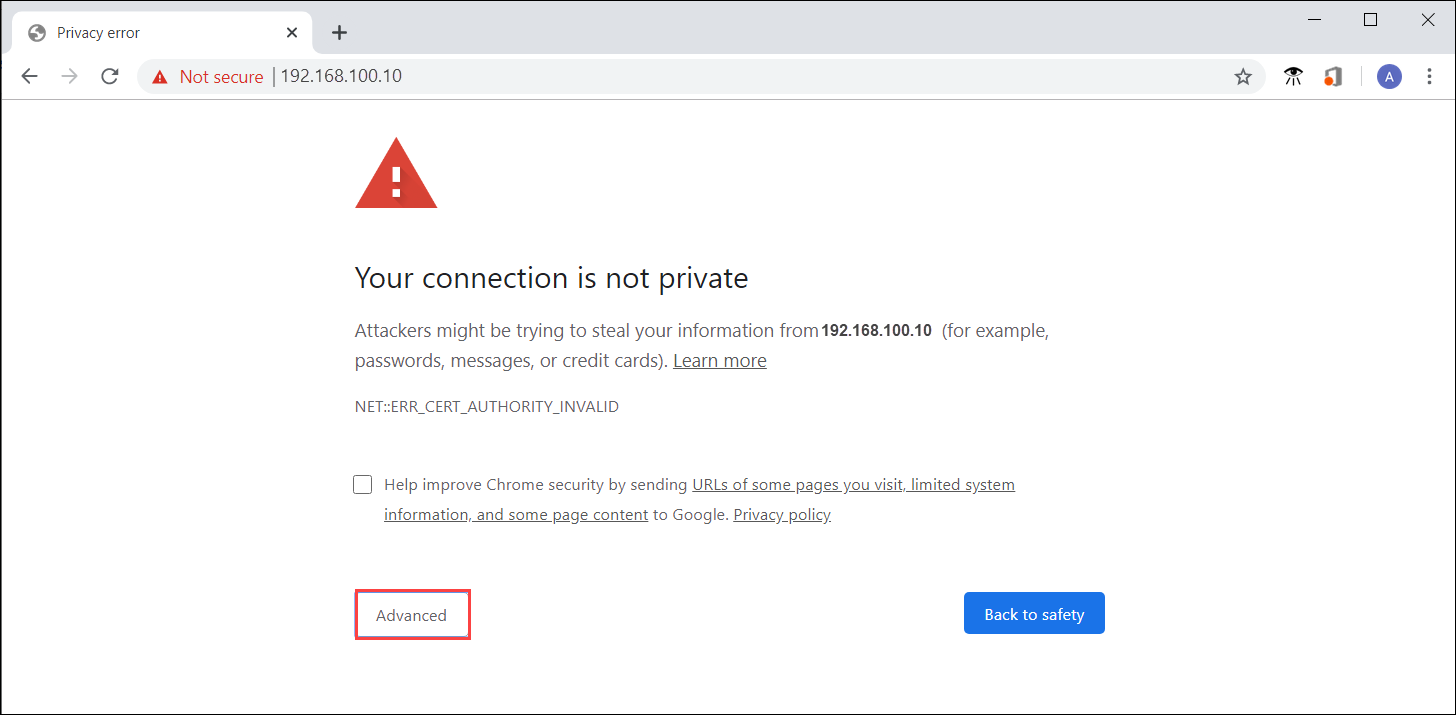 Privacy error
Not secure | 192.168.100.10
A
Your connection is not private
Attackers might be trying to steal your information from 192.168.100.10 (for example,
passwords, messages, or credit cards). Learn more
NET::ERR_CERT_AUTHORITY_INVALID
Help improve Chrome security by sending URLs of some pages you visit, limited system
information, and some page content to Google. Privacy policy
Advanced
Back to safety